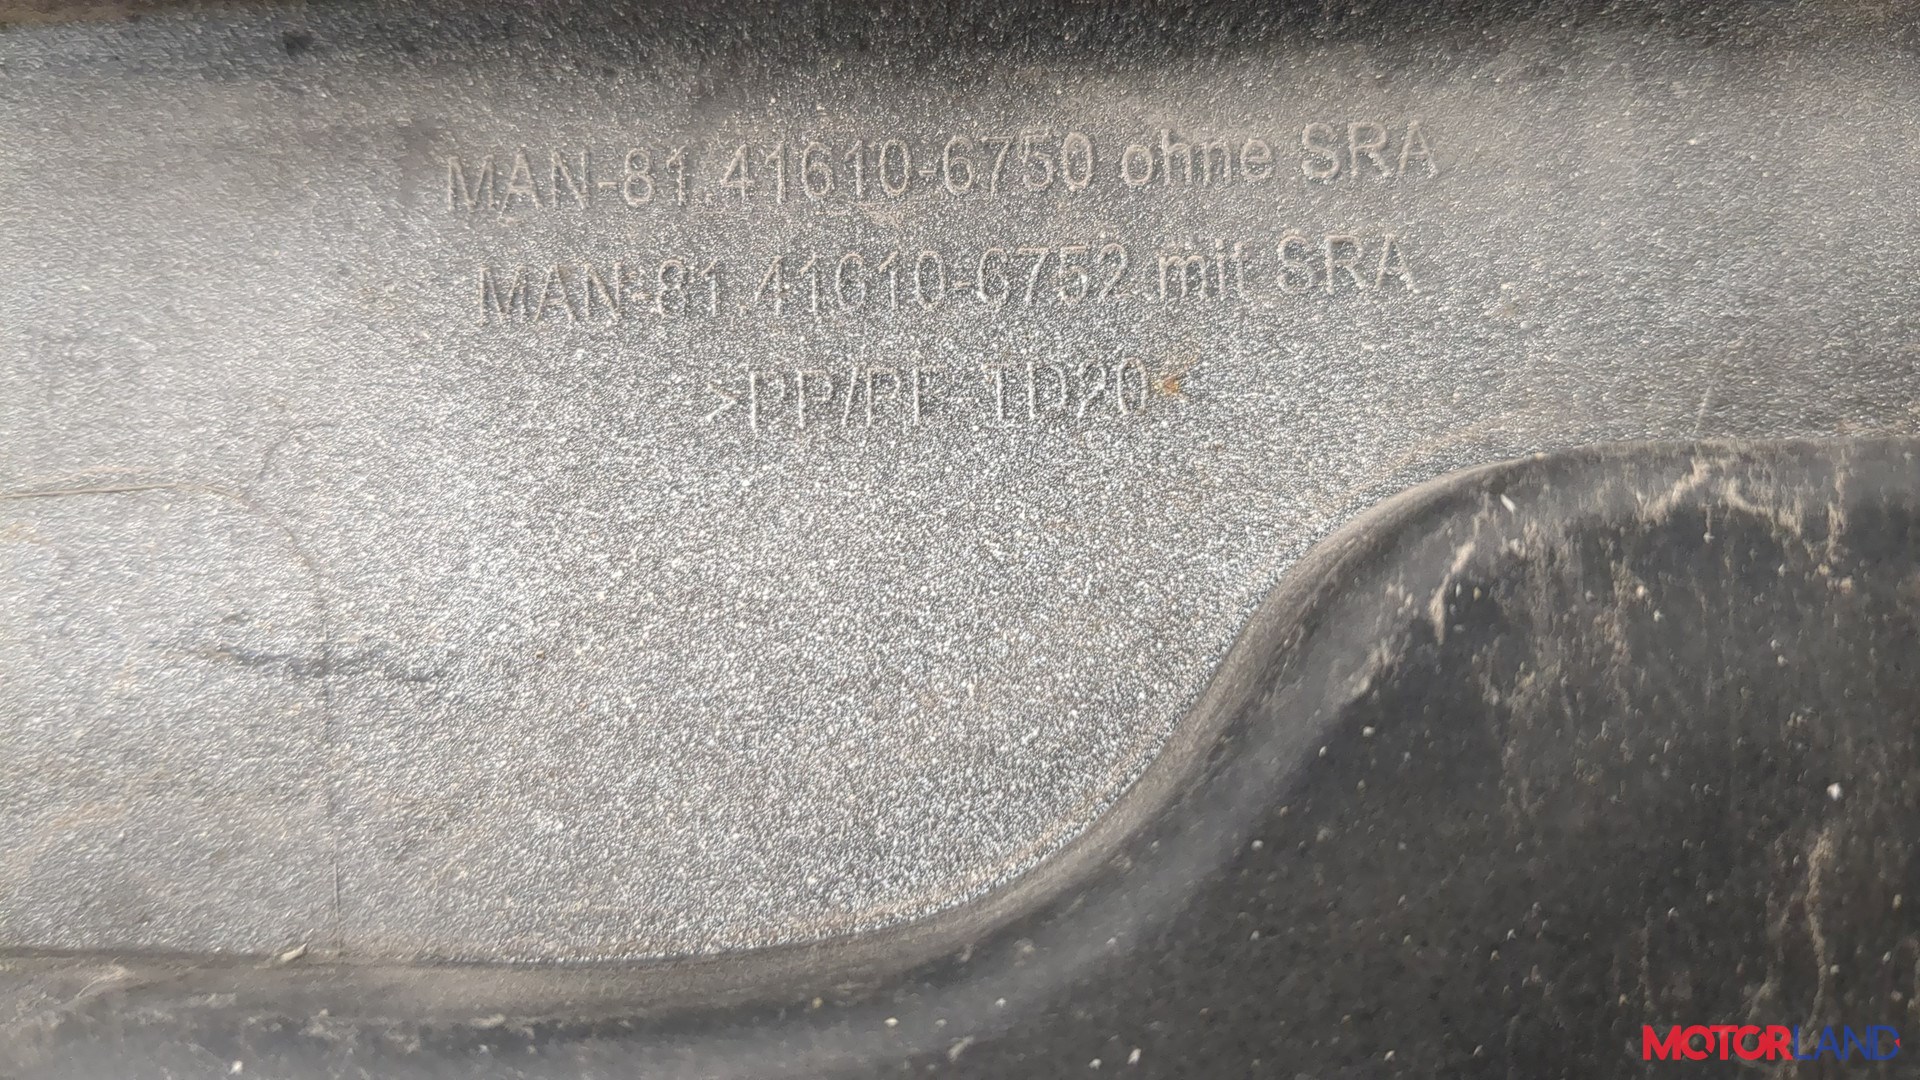 MAN-81.41610-6750 ohne SRA
MAN-81.41610-6752 mit SRA
>PP/PE-TD20<
MOTORLAND